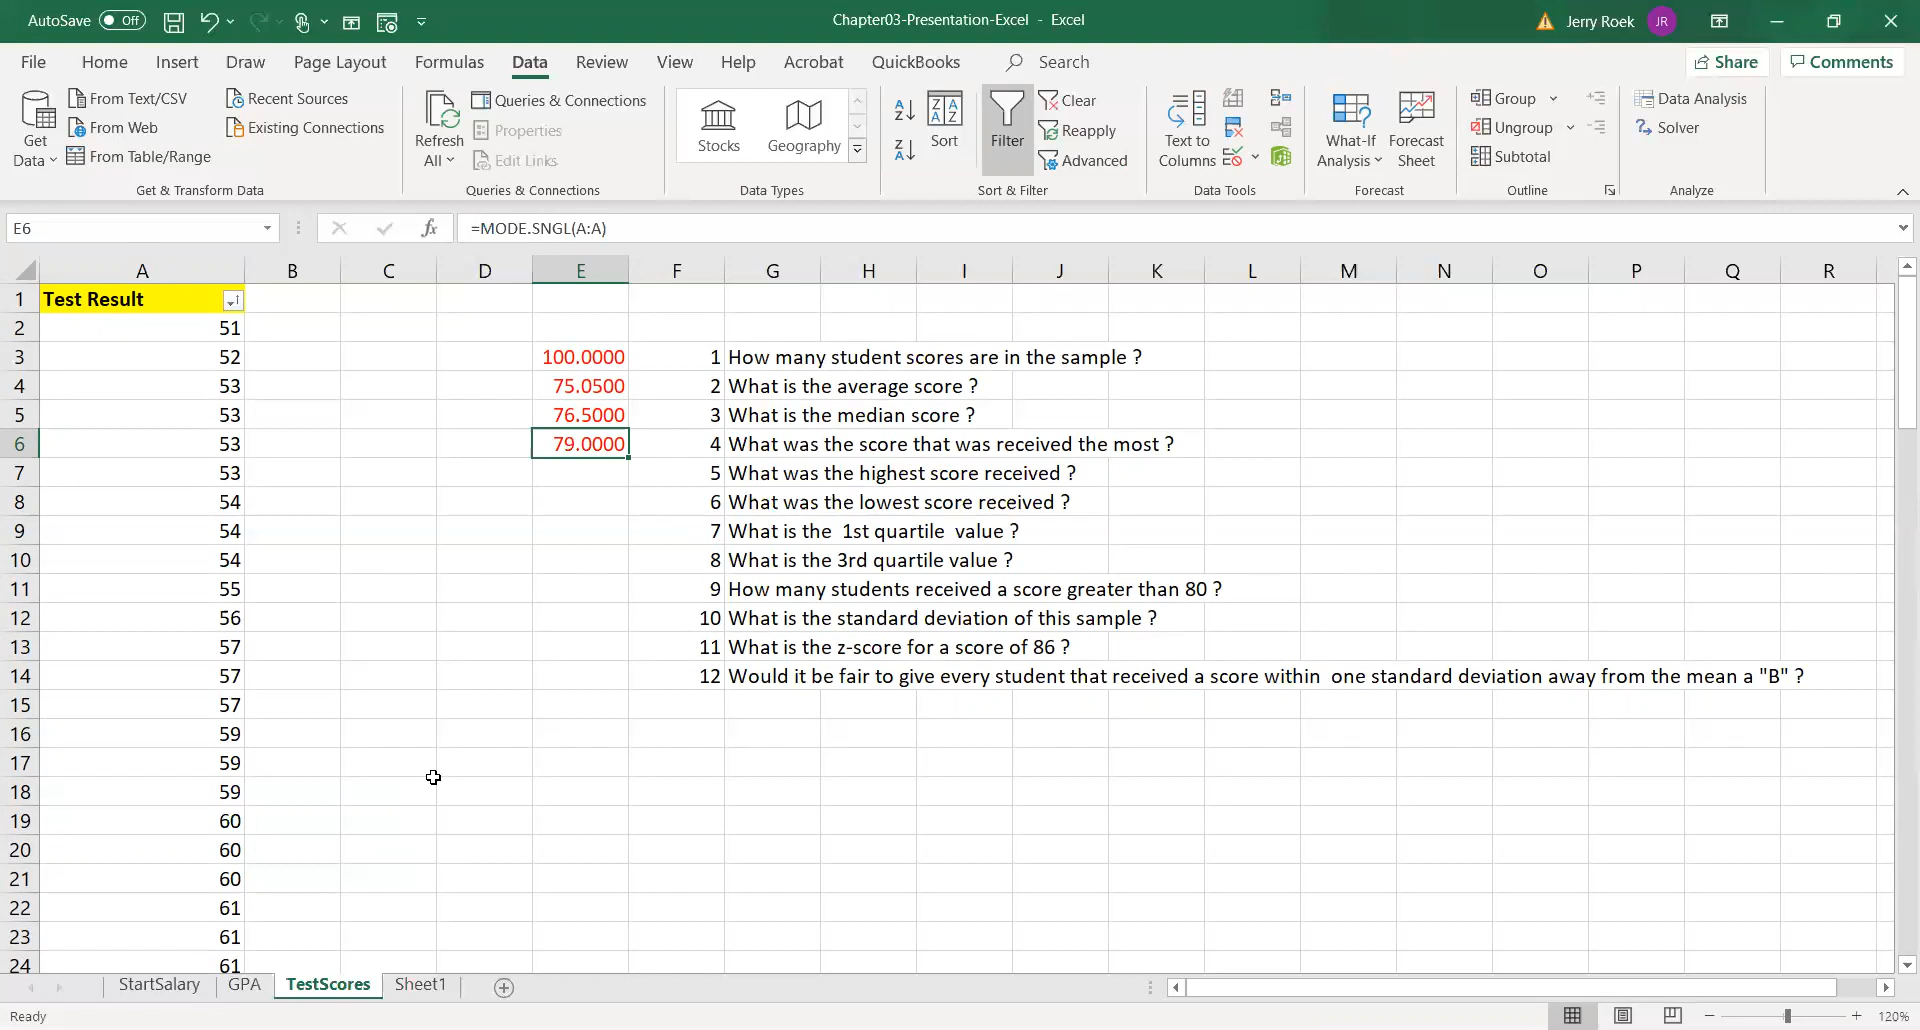 AutoSave Off Chapter03-Presentation-Excel - Excel Jerry Roek JR
File Home Insert Draw Page Layout Formulas Data Review View Help Acrobat QuickBooks Search Share Comments
Get Data
From Text/CSV
From Web
From Table/Range
Recent Sources
Existing Connections
Get & Transform Data
Refresh All
Queries & Connections
Properties
Edit Links
Queries & Connections
Stocks
Geography
Data Types
Sort
Filter
Clear
Reapply
Advanced
Sort & Filter
Text to Columns
Data Tools
What-If Analysis
Forecast Sheet
Forecast
Group
Ungroup
Subtotal
Outline
Data Analysis
Solver
Analyze
E6 fx =MODE.SNGL(A:A)
A B C D E F G H I J K L M N O P Q R
1 Test Result
2 51
3 52 100.0000 1 How many student scores are in the sample ?
4 53 75.0500 2 What is the average score ?
5 53 76.5000 3 What is the median score ?
6 53 79.0000 4 What was the score that was received the most ?
7 53 5 What was the highest score received ?
8 54 6 What was the lowest score received ?
9 54 7 What is the 1st quartile value ?
10 54 8 What is the 3rd quartile value ?
11 55 9 How many students received a score greater than 80 ?
12 56 10 What is the standard deviation of this sample ?
13 57 11 What is the z-score for a score of 86 ?
14 57 12 Would it be fair to give every student that received a score within one standard deviation away from the mean a "B" ?
15 57
16 59
17 59
18 59
19 60
20 60
21 60
22 61
23 61
24 61
StartSalary GPA TestScores Sheet1
Ready 120%